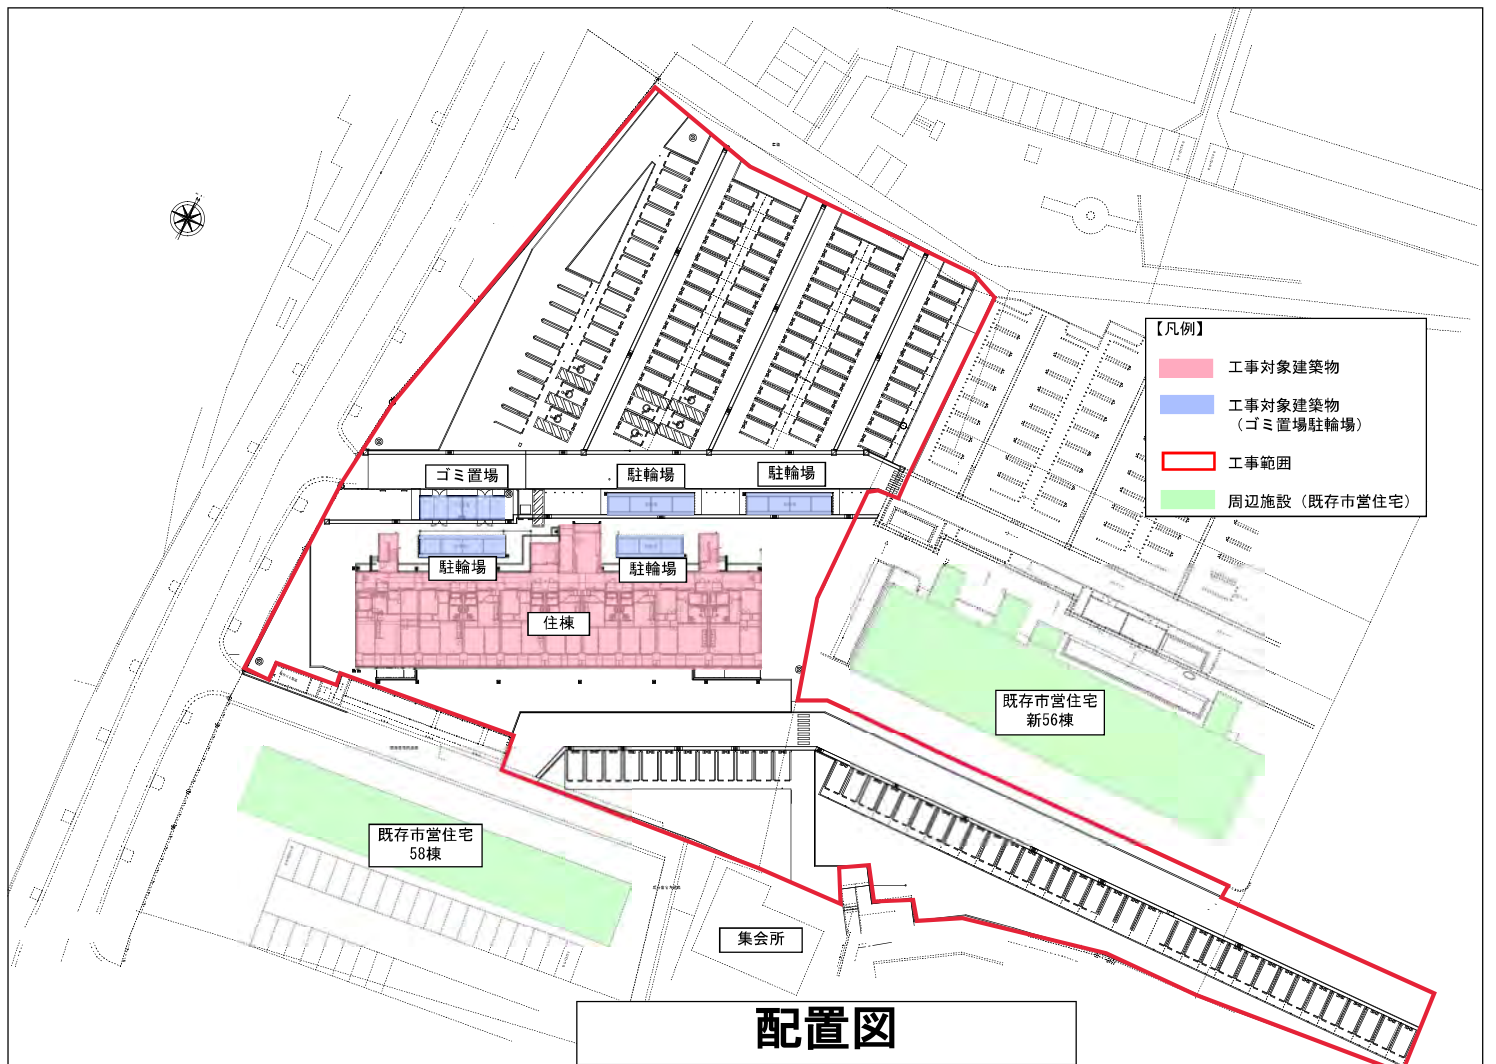 【凡例】
工事対象建築物
工事対象建築物
（ゴミ置場駐輪場）
工事範囲
周辺施設（既存市営住宅）
ゴミ置場
駐輪場
駐輪場
駐輪場
駐輪場
住棟
既存市営住宅
新56棟
既存市営住宅
58棟
集会所
配置図